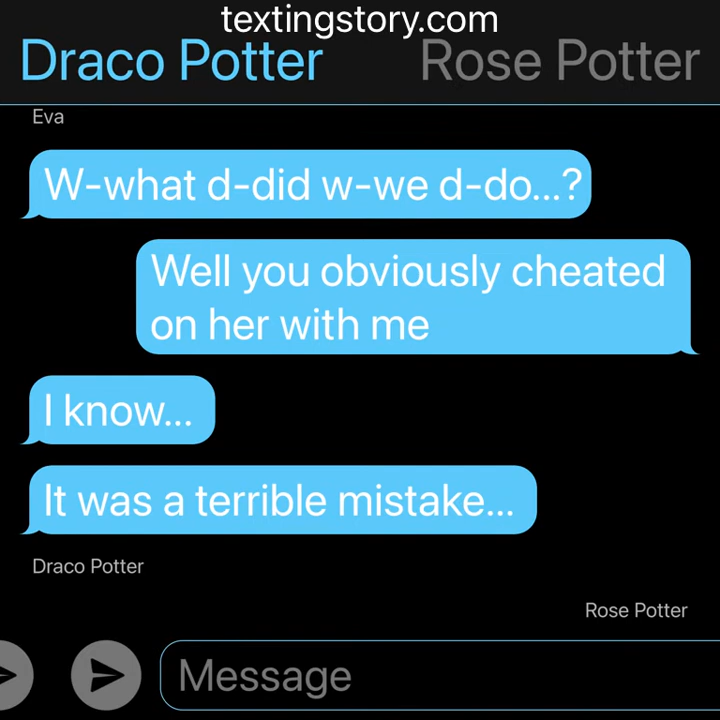 textingstory.com
Draco Potter Rose Potter
Eva
W-what d-did w-we d-do...?
Well you obviously cheated
on her with me
I know...
It was a terrible mistake...
Draco Potter
Rose Potter
Message